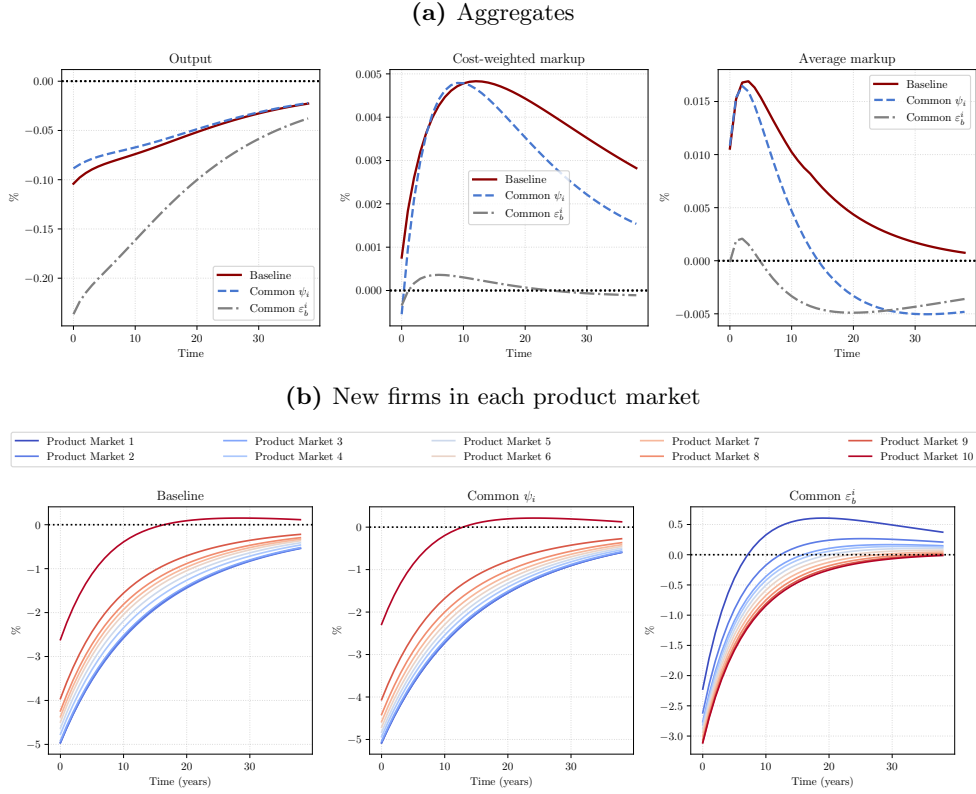 (a) Aggregates
Output
0.00
−0.05
−0.10
−0.15
−0.20
%
0
10
20
30
Time
Baseline
Common ψᵢ
Common εᵢᵇ
Cost-weighted markup
0.005
0.004
0.003
0.002
0.001
0.000
%
0
10
20
30
Time
Baseline
Common ψᵢ
Common ε_b^i
Average markup
0.015
0.010
0.005
0.000
−0.005
%
0
10
20
30
Time
Baseline
Common ψᵢ
Common ε_b^i
(b) New firms in each product market
Product Market 1
Product Market 3
Product Market 5
Product Market 7
Product Market 9
Product Market 2
Product Market 4
Product Market 6
Product Market 8
Product Market 10
Baseline
0
−1
−2
−3
−4
−5
%
0
10
20
30
Time (years)
Common ψᵢ
0
−1
−2
−3
−4
−5
%
0
10
20
30
Time (years)
Common ε_b^i
0.5
0.0
−0.5
−1.0
−1.5
−2.0
−2.5
−3.0
%
0
10
20
30
Time (years)